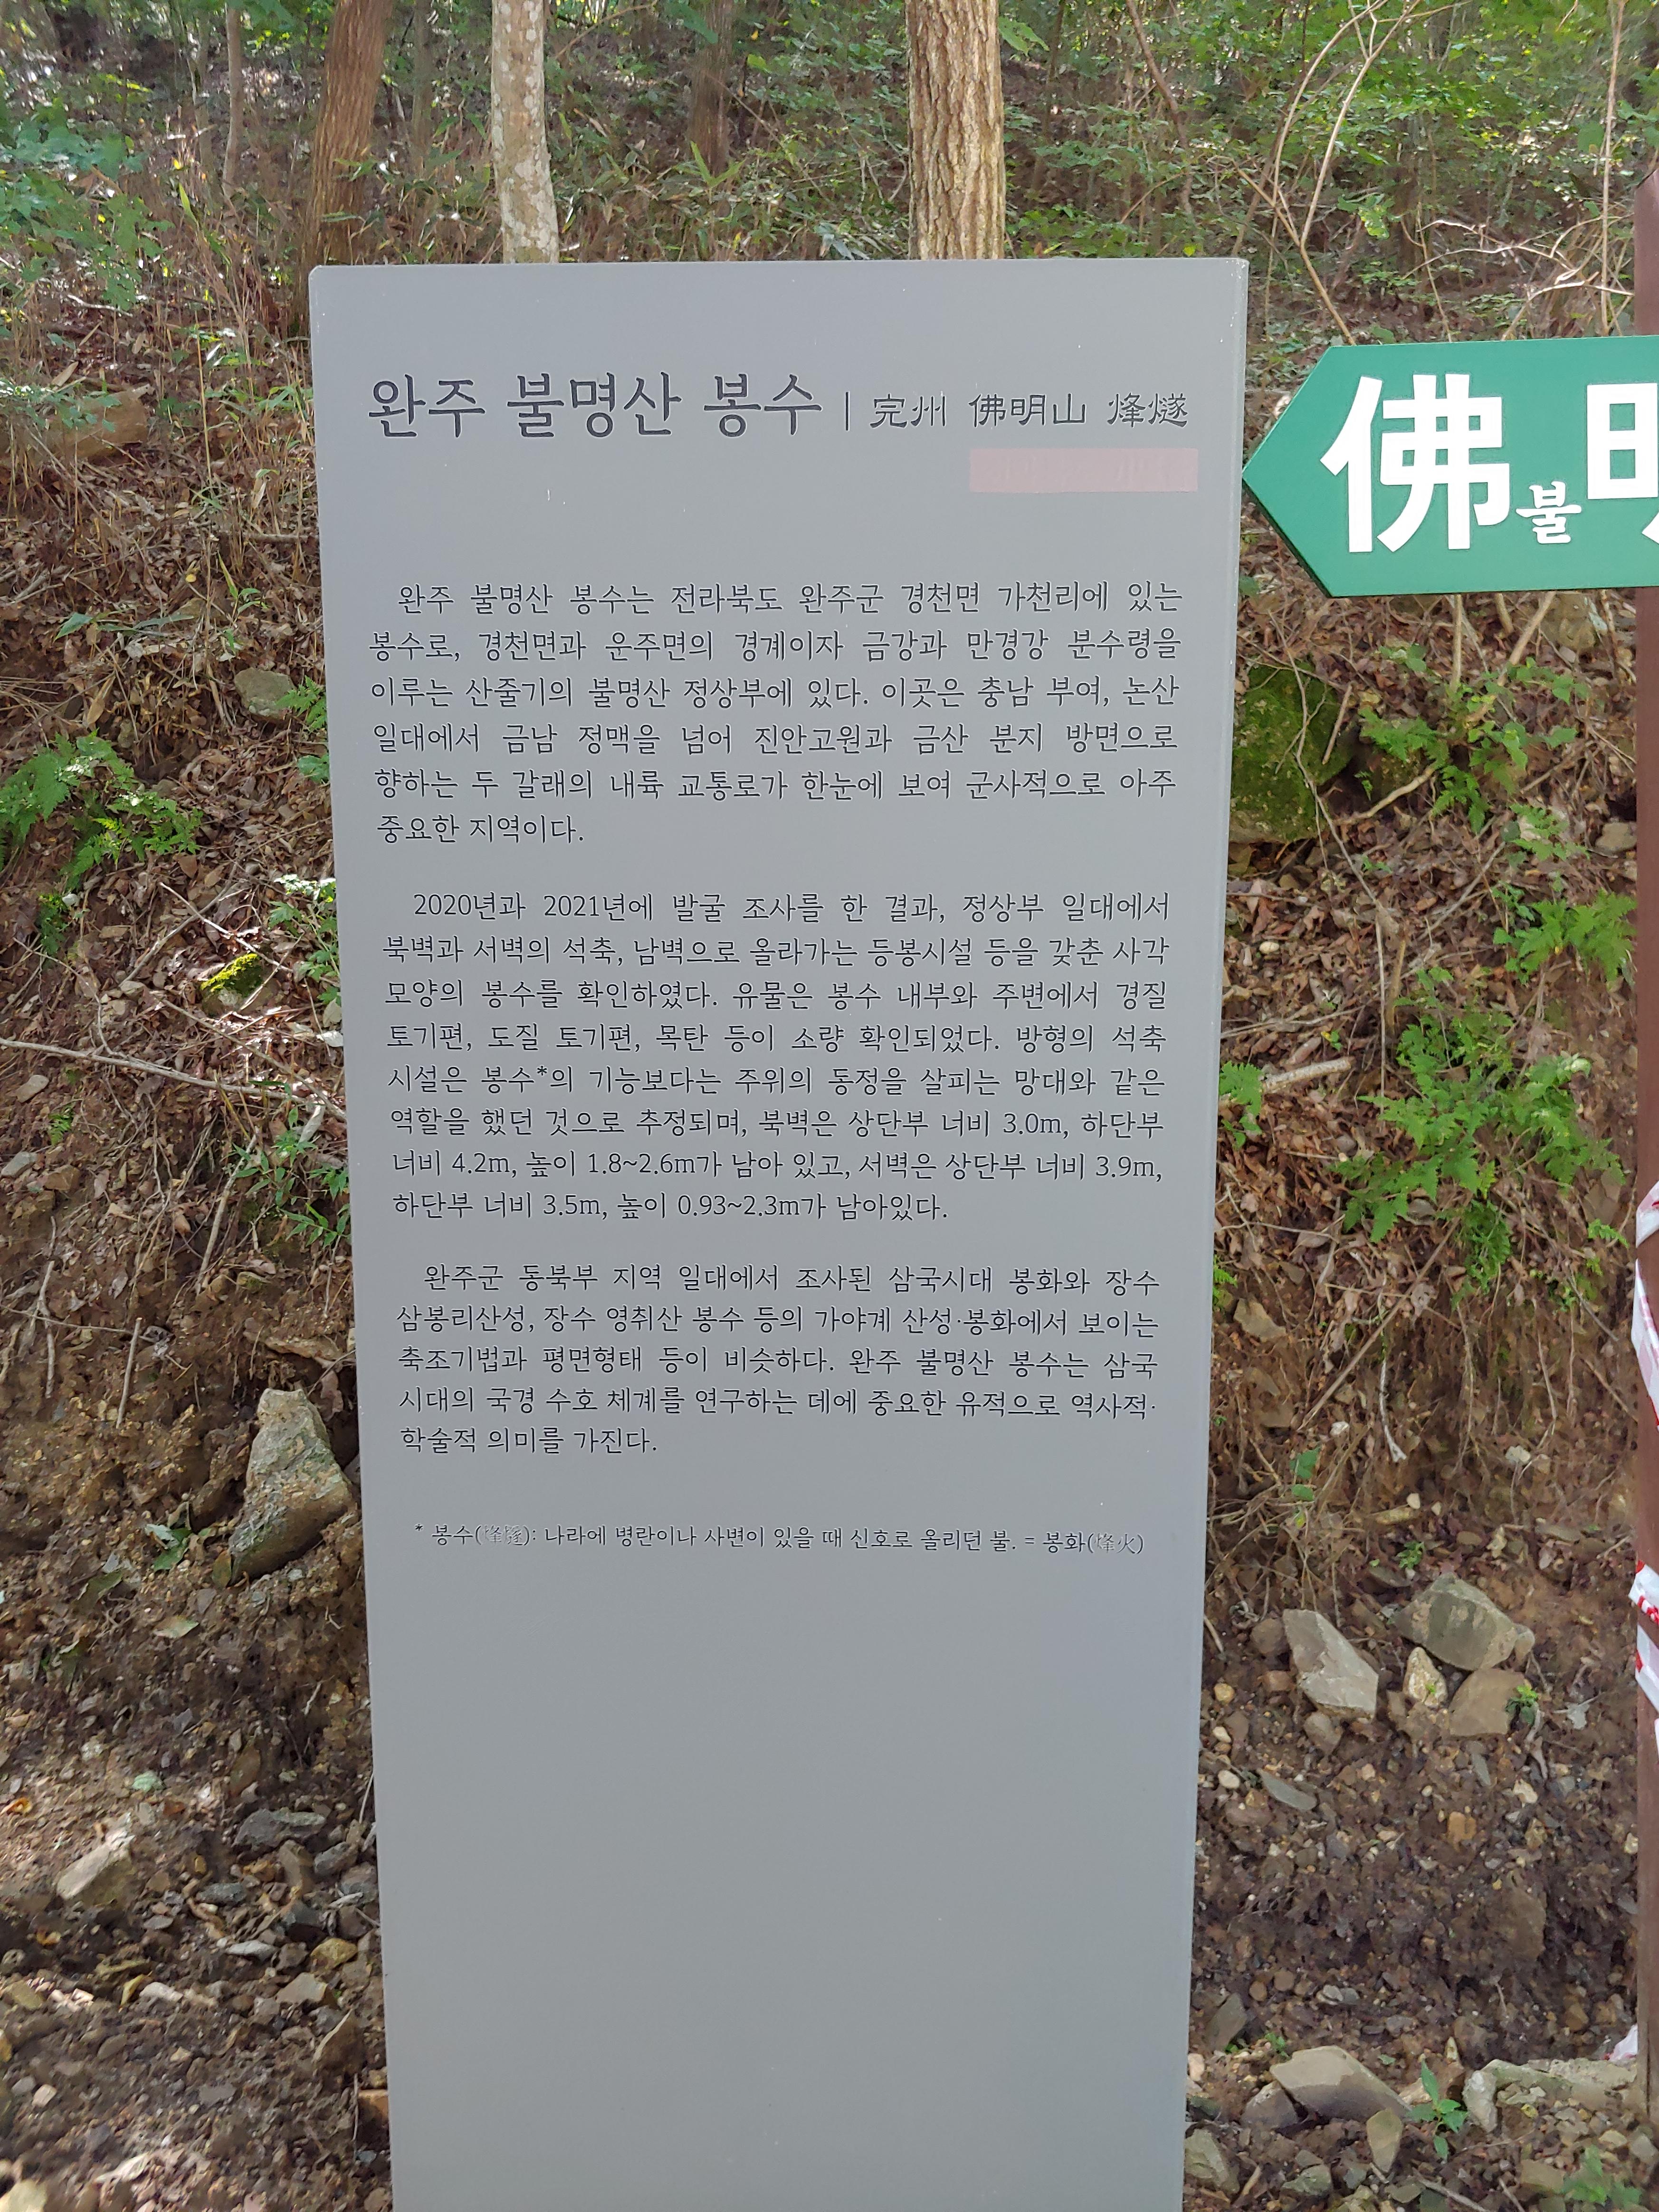 완주 불명산 봉수 | 完州 佛明山 烽燧
완주 불명산 봉수는 전라북도 완주군 경천면 가천리에 있는
봉수로, 경천면과 운주면의 경계이자 금강과 만경강 분수령을
이루는 산줄기의 불명산 정상부에 있다. 이곳은 충남 부여, 논산
일대에서 금남 정맥을 넘어 진안고원과 금산 분지 방면으로
향하는 두 갈래의 내륙 교통로가 한눈에 보여 군사적으로 아주
중요한 지역이다.
2020년과 2021년에 발굴 조사를 한 결과, 정상부 일대에서
북벽과 서벽의 석축, 남벽으로 올라가는 등봉시설 등을 갖춘 사각
모양의 봉수를 확인하였다. 유물은 봉수 내부와 주변에서 경질
토기편, 도질 토기편, 목탄 등이 소량 확인되었다. 방형의 석축
시설은 봉수*의 기능보다는 주위의 동정을 살피는 망대와 같은
역할을 했던 것으로 추정되며, 북벽은 상단부 너비 3.0m, 하단부
너비 4.2m, 높이 1.8~2.6m가 남아 있고, 서벽은 상단부 너비 3.9m,
하단부 너비 3.5m, 높이 0.93~2.3m가 남아있다.
완주군 동북부 지역 일대에서 조사된 삼국시대 봉화와 장수
삼봉리산성, 장수 영취산 봉수 등의 가야계 산성·봉화에서 보이는
축조기법과 평면형태 등이 비슷하다. 완주 불명산 봉수는 삼국
시대의 국경 수호 체계를 연구하는 데에 중요한 유적으로 역사적·
학술적 의미를 가진다.
* 봉수(烽燧): 나라에 병란이나 사변이 있을 때 신호로 올리던 불. = 봉화(烽火)
佛불明